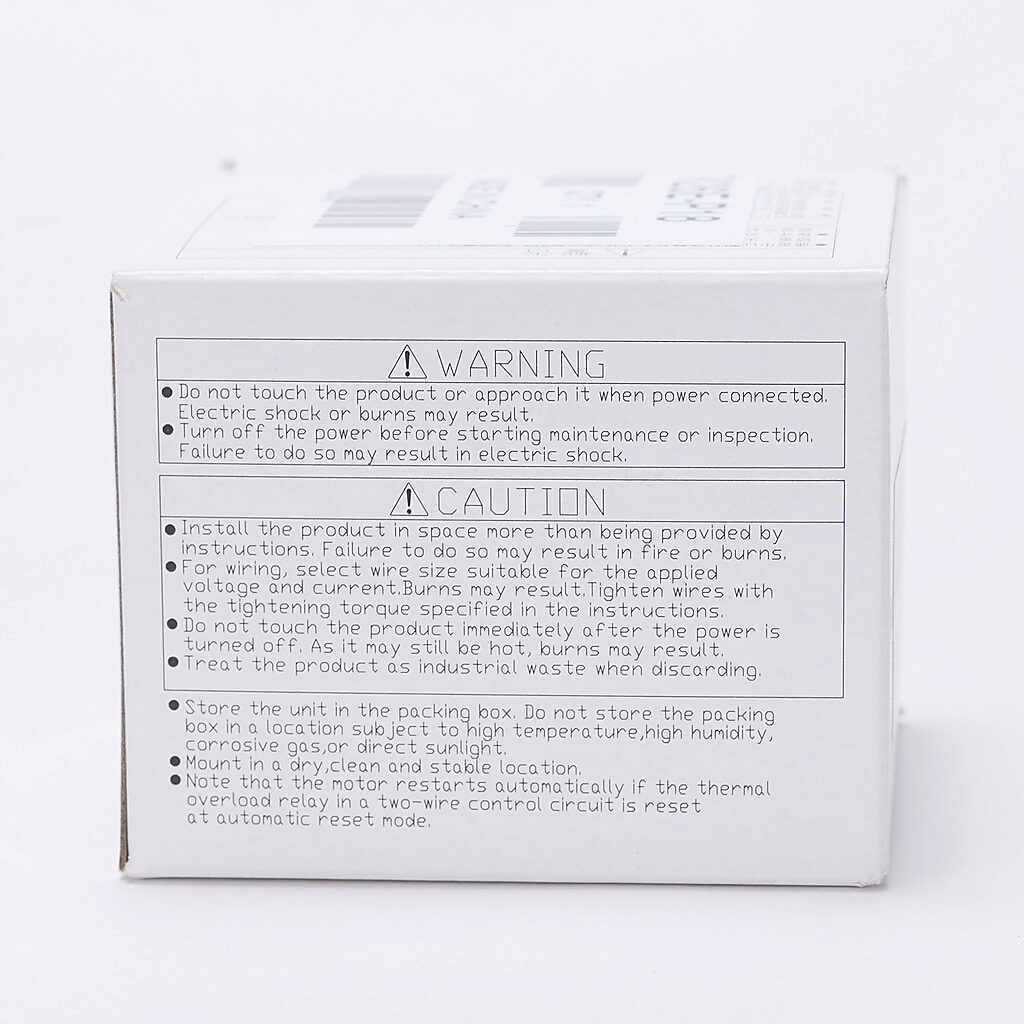 WARNING
● Do not touch the product or approach it when power connected.
Electric shock or burns may result.
● Turn off the power before starting maintenance or inspection.
Failure to do so may result in electric shock.
CAUTION
● Install the product in space more than being provided by
instructions. Failure to do so may result in fire or burns.
● For wiring, select wire size suitable for the applied
voltage and current.Burns may result.Tighten wires with
the tightening torque specified in the instructions.
● Do not touch the product immediately after the power is
turned off. As it may still be hot, burns may result.
● Treat the product as industrial waste when discarding.
● Store the unit in the packing box. Do not store the packing
box in a location subject to high temperature,high humidity,
corrosive gas,or direct sunlight.
● Mount in a dry,clean and stable location.
● Note that the motor restarts automatically if the thermal
overload relay in a two-wire control circuit is reset
at automatic reset mode.